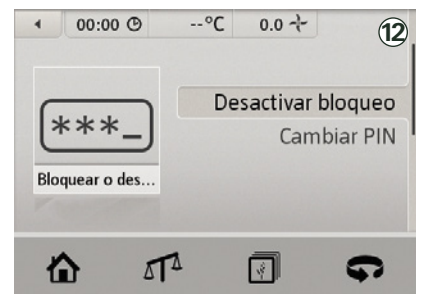 00:00 --°C 0.0 12
Desactivar bloqueo
Cambiar PIN
***_
Bloquear o des...